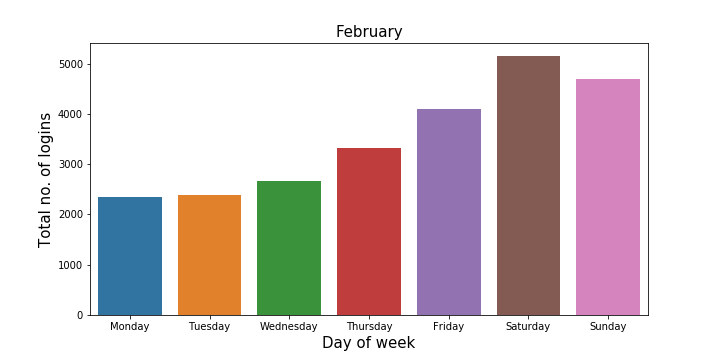 February
Total no. of logins
5000
4000
3000
2000
1000
0
Monday Tuesday Wednesday Thursday Friday Saturday Sunday
Day of week